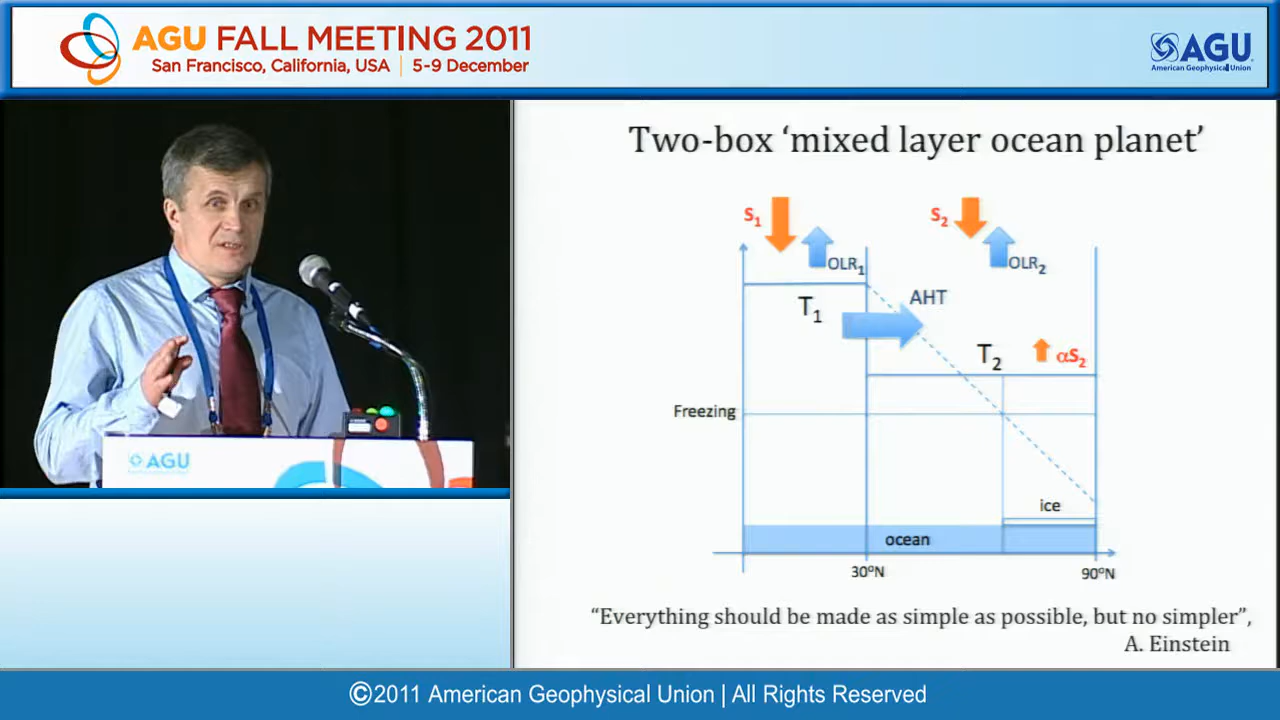 AGU FALL MEETING 2011
San Francisco, California, USA | 5-9 December
AGU
American Geophysical Union
Two-box ‘mixed layer ocean planet’
S1
S2
OLR1
OLR2
AHT
T1
T2
αS2
Freezing
ice
ocean
30°N
90°N
“Everything should be made as simple as possible, but no simpler”,
A. Einstein
AGU
©2011 American Geophysical Union | All Rights Reserved